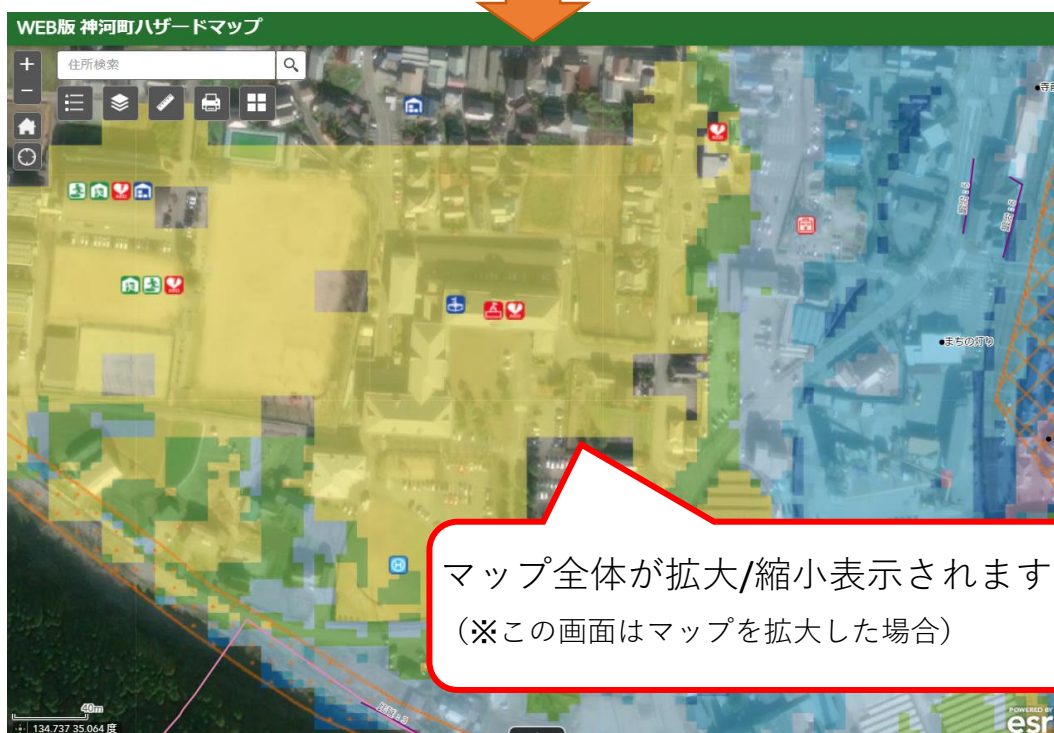 WEB版 神河町ハザードマップ
住所検索
●まちの灯り
マップ全体が拡大/縮小表示されます
（※この画面はマップを拡大した場合）
40m
134.737 35.064 度
POWERED BY
esr